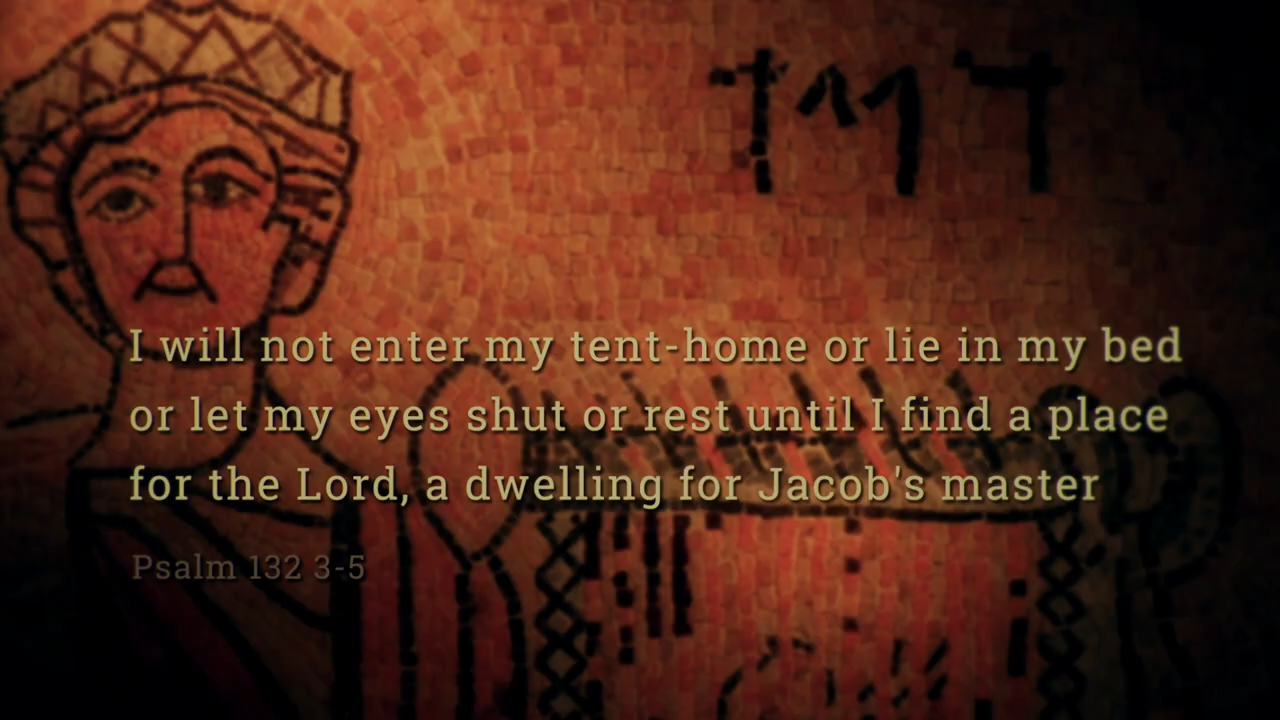 דויד
I will not enter my tent-home or lie in my bed
or let my eyes shut or rest until I find a place
for the Lord, a dwelling for Jacob's master
Psalm 132 3-5